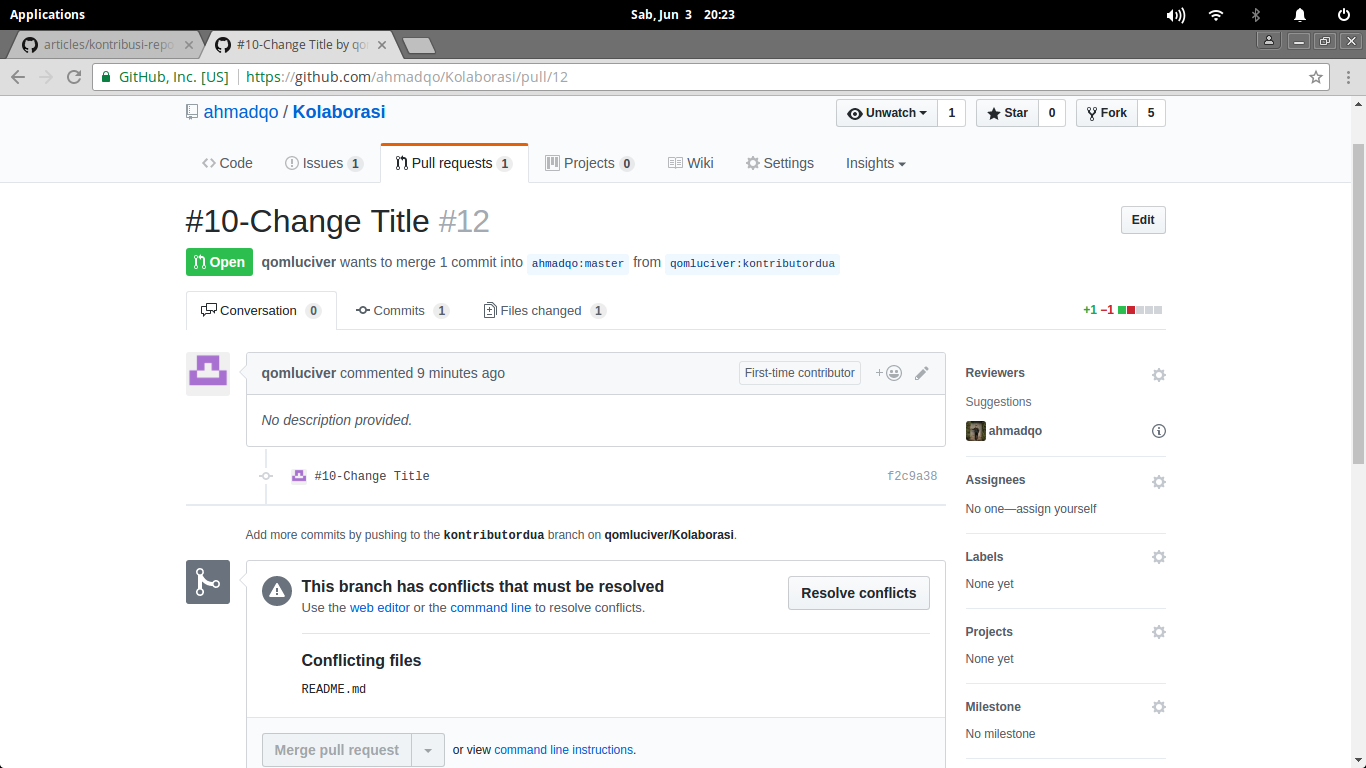 Applications
Sab, Jun 3 20:23
articles/kontribusi-repo
#10-Change Title by qo
GitHub, Inc. [US] https://github.com/ahmadqo/Kolaborasi/pull/12
ahmadqo / Kolaborasi
Unwatch 1 Star 0 Fork 5
Code Issues 1 Pull requests 1 Projects 0 Wiki Settings Insights
#10-Change Title #12
Edit
Open qomluciver wants to merge 1 commit into ahmadqo:master from qomluciver:kontributordua
Conversation 0 Commits 1 Files changed 1 +1 −1
qomluciver commented 9 minutes ago First-time contributor +
No description provided.
#10-Change Title f2c9a38
Add more commits by pushing to the kontributordua branch on qomluciver/Kolaborasi.
This branch has conflicts that must be resolved
Use the web editor or the command line to resolve conflicts.
Resolve conflicts
Conflicting files
README.md
Merge pull request or view command line instructions.
Reviewers
Suggestions
ahmadqo
Assignees
No one—assign yourself
Labels
None yet
Projects
None yet
Milestone
No milestone